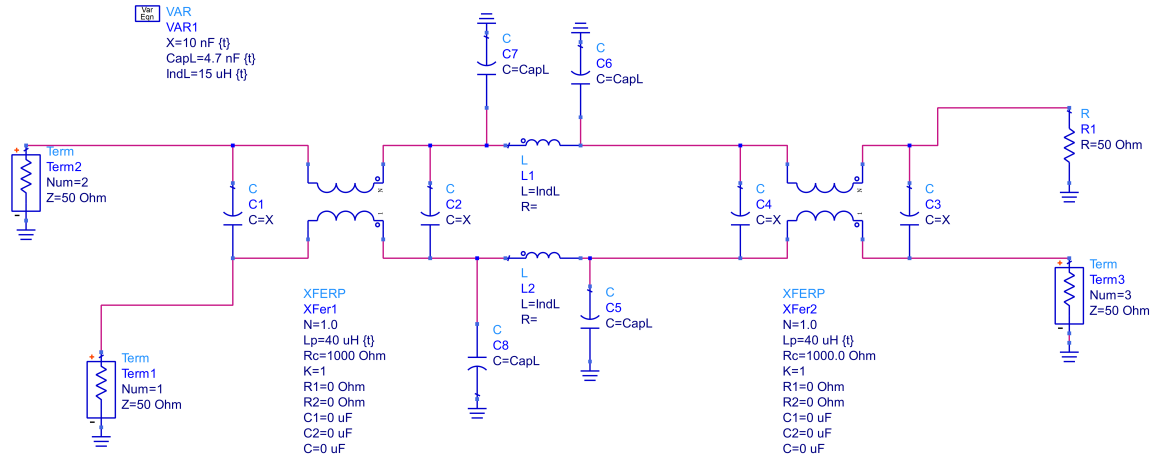 Var
Eqn
VAR
VAR1
X=10 nF {t}
CapL=4.7 nF {t}
IndL=15 uH {t}
C
C7
C=CapL
C
C6
C=CapL
+
Term
Term2
Num=2
Z=50 Ohm
-
C
C1
C=X
N
1
C
C2
C=X
L
L1
L=IndL
R=
C
C4
C=X
N
1
C
C3
C=X
R
R1
R=50 Ohm
L
L2
L=IndL
R=
C
C5
C=CapL
C
C8
C=CapL
+
Term
Term3
Num=3
Z=50 Ohm
-
+
Term
Term1
Num=1
Z=50 Ohm
-
XFERP
XFer1
N=1.0
Lp=40 uH {t}
Rc=1000 Ohm
K=1
R1=0 Ohm
R2=0 Ohm
C1=0 uF
C2=0 uF
C=0 uF
XFERP
XFer2
N=1.0
Lp=40 uH {t}
Rc=1000.0 Ohm
K=1
R1=0 Ohm
R2=0 Ohm
C1=0 uF
C2=0 uF
C=0 uF